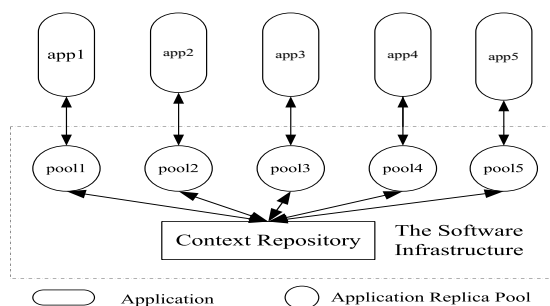 app1 app2 app3 app4 app5
pool1 pool2 pool3 pool4 pool5
Context Repository
The Software
Infrastructure
Application
Application Replica Pool